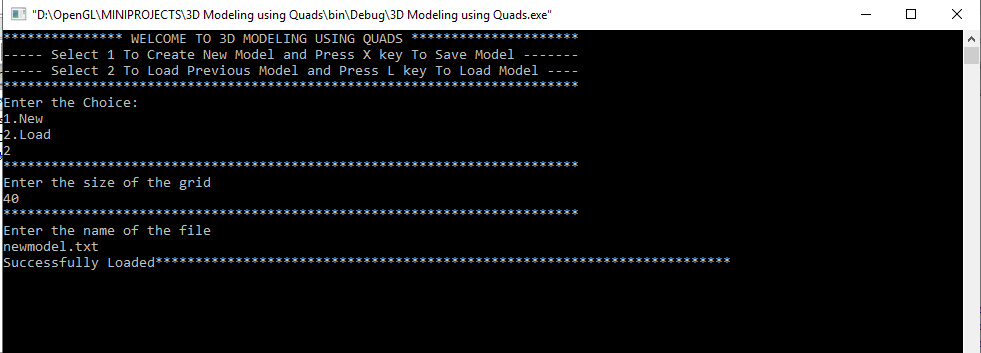 "D:\OpenGL\MINIPROJECTS\3D Modeling using Quads\bin\Debug\3D Modeling using Quads.exe"
*************** WELCOME TO 3D MODELING USING QUADS *********************
----- Select 1 To Create New Model and Press X key To Save Model -------
----- Select 2 To Load Previous Model and Press L key To Load Model ----
************************************************************************
Enter the Choice:
1.New
2.Load
2
************************************************************************
Enter the size of the grid
40
************************************************************************
Enter the name of the file
newmodel.txt
Successfully Loaded************************************************************************